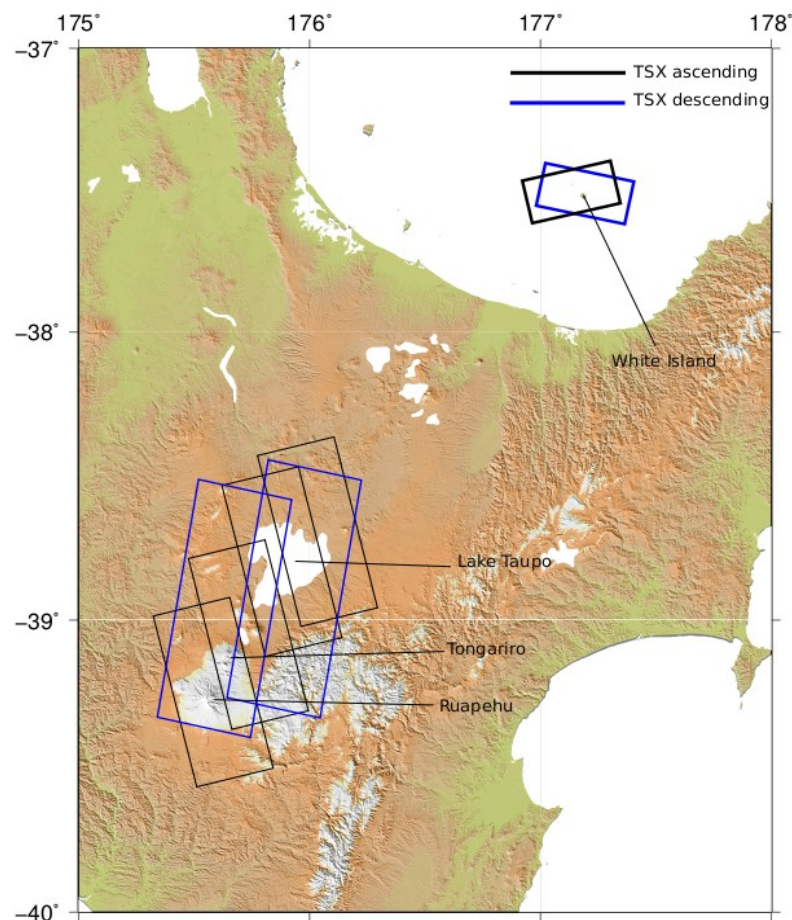 175° 176° 177° 178°
−37°
TSX ascending
TSX descending
−38°
White Island
Lake Taupo
−39°
Tongariro
Ruapehu
−40°